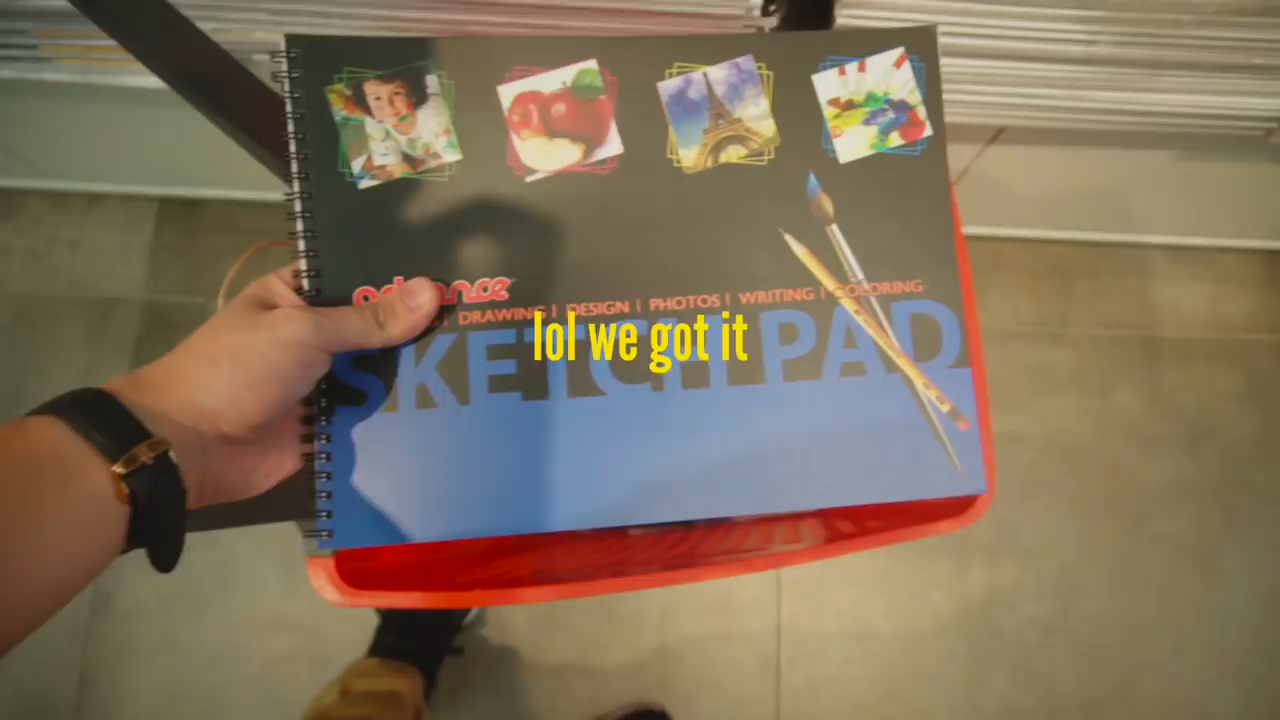 advance
DRAWING | DESIGN | PHOTOS | WRITING | COLORING
SKETCH PAD
lol we got it